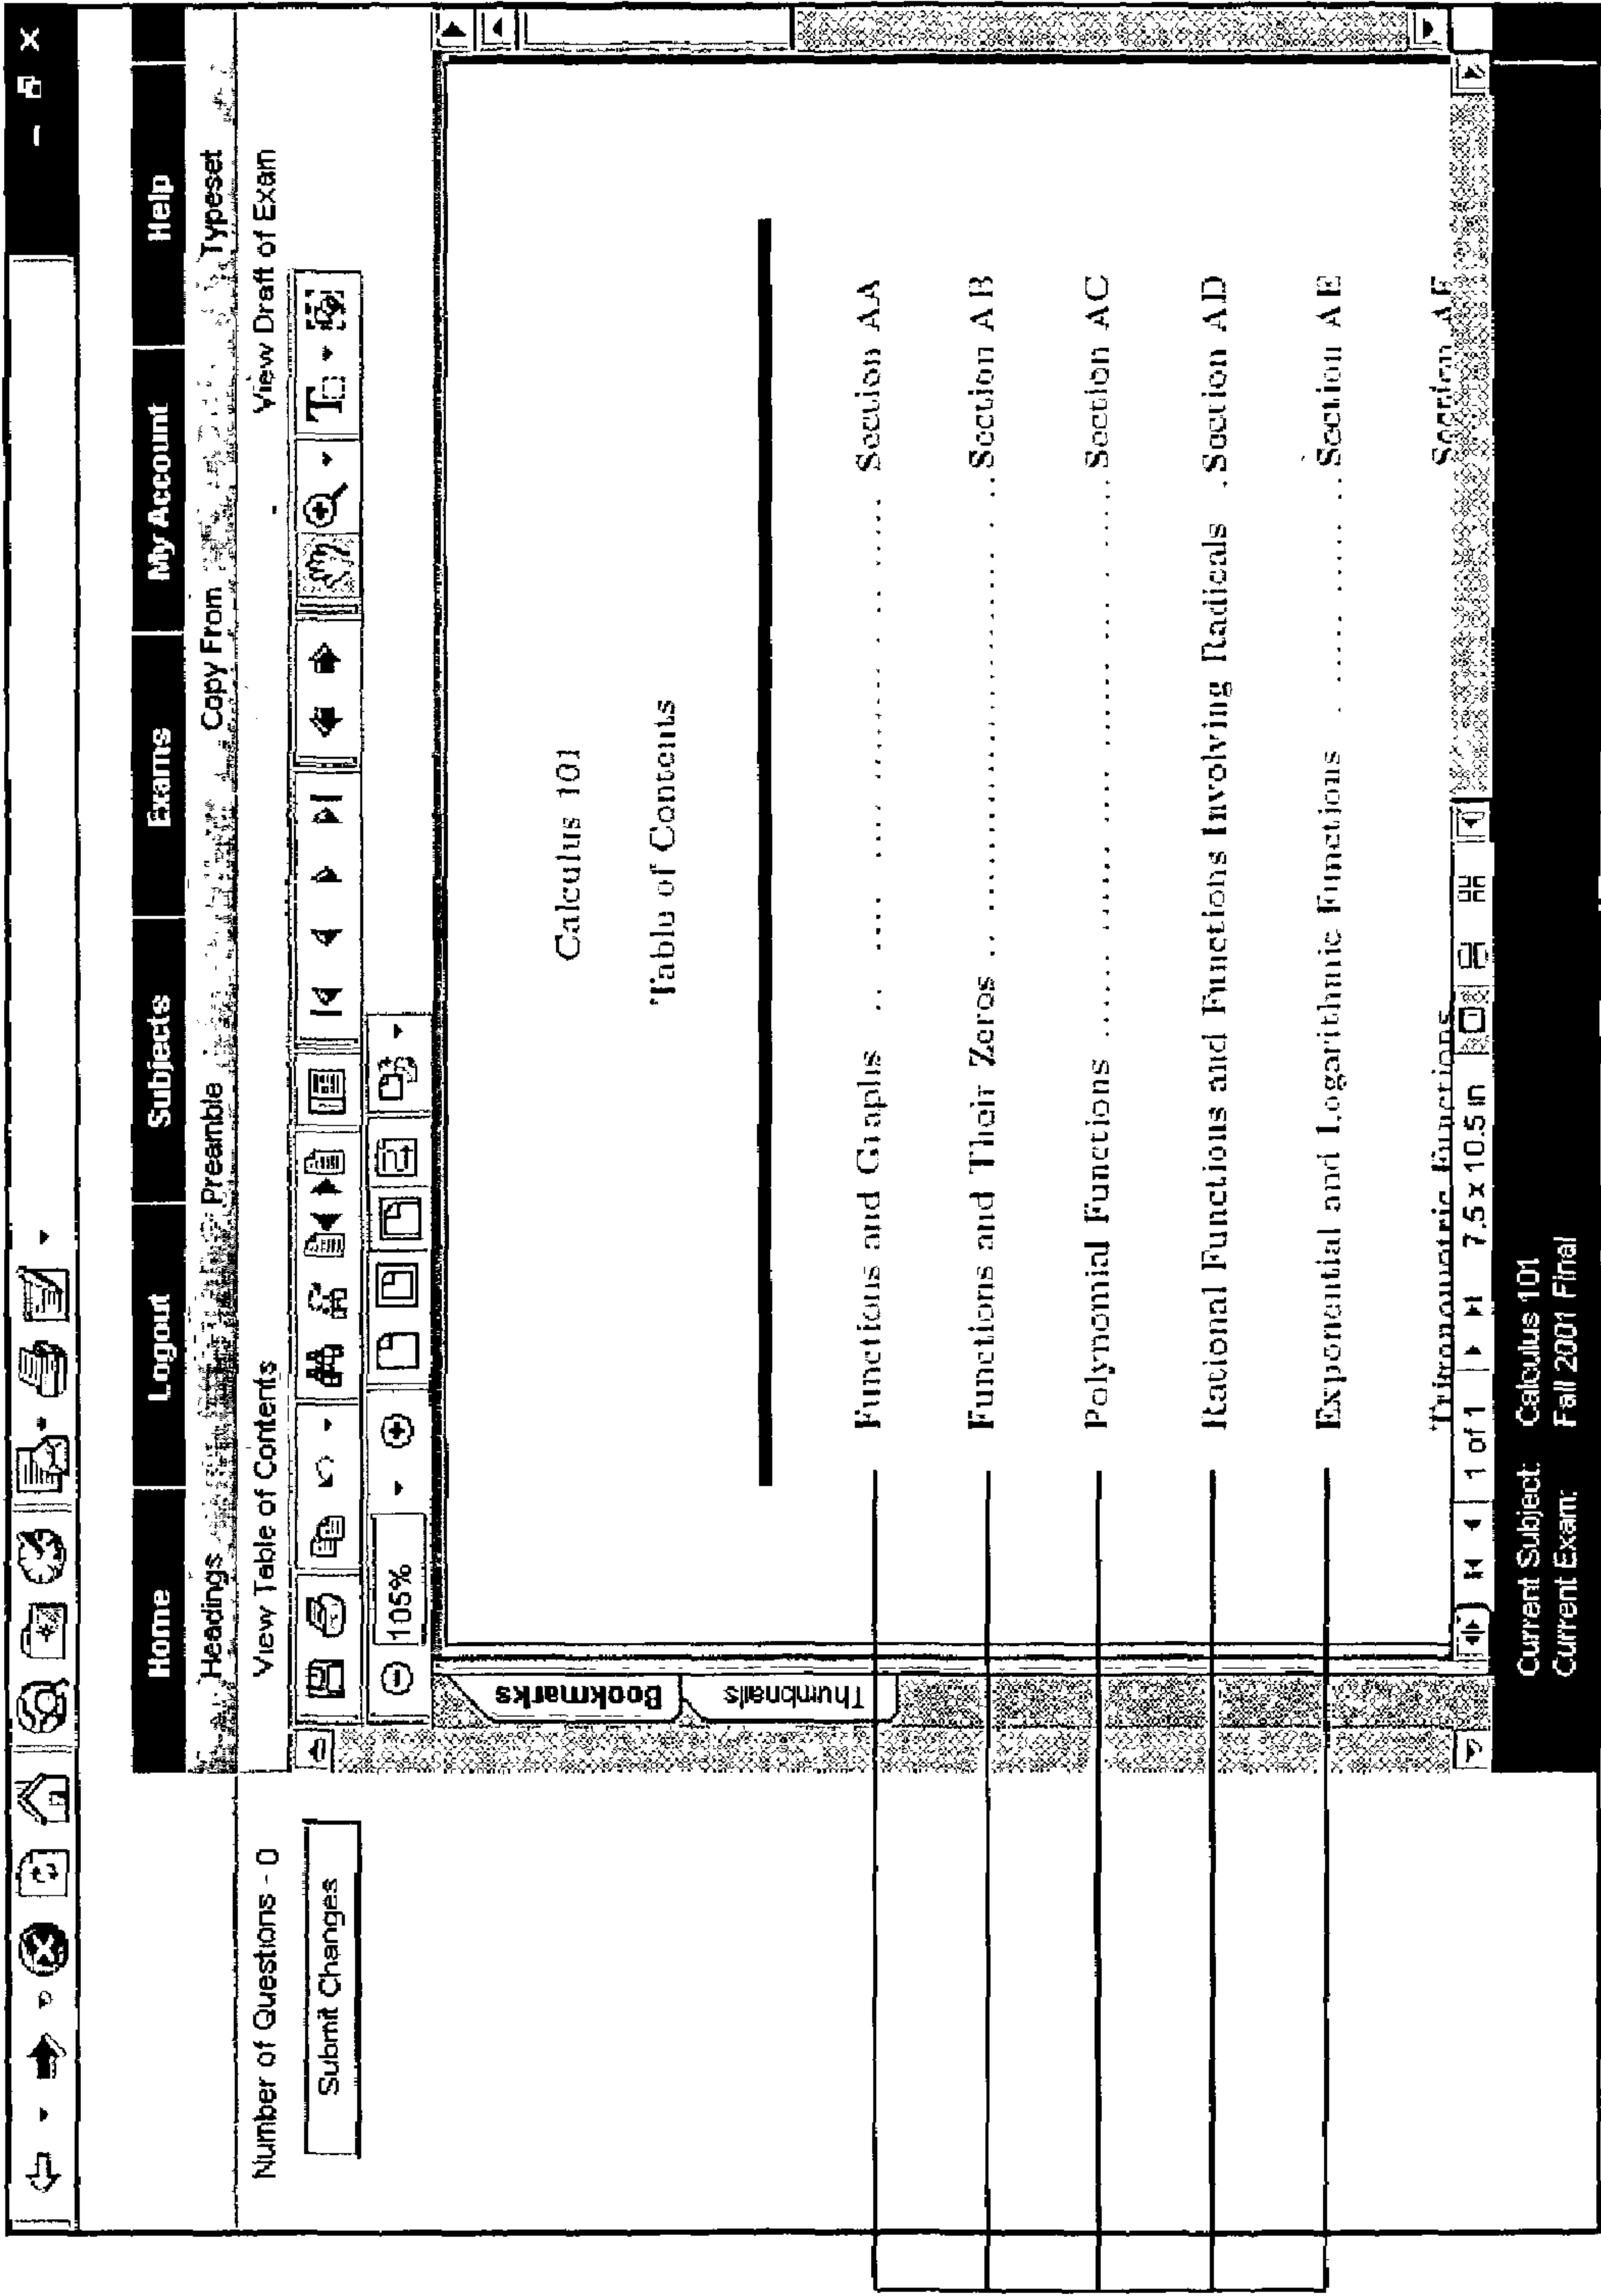 Home Logout Subjects Exams My Account Help
Headings Preamble Copy From Typeset
Number of Questions - 0
View Table of Contents
View Draft of Exam
Submit Changes
105%
Bookmarks
Thumbnails
Calculus 101
Table of Contents
Functions and Graphs Section AA
Functions and Their Zeros Section AB
Polynomial Functions Section AC
Rational Functions and Functions Involving Radicals Section AD
Exponential and Logarithmic Functions Section AE
Trigonometric Functions Section AF
1 of 1 7.5 x 10.5 in
Current Subject: Calculus 101
Current Exam: Fall 2001 Final